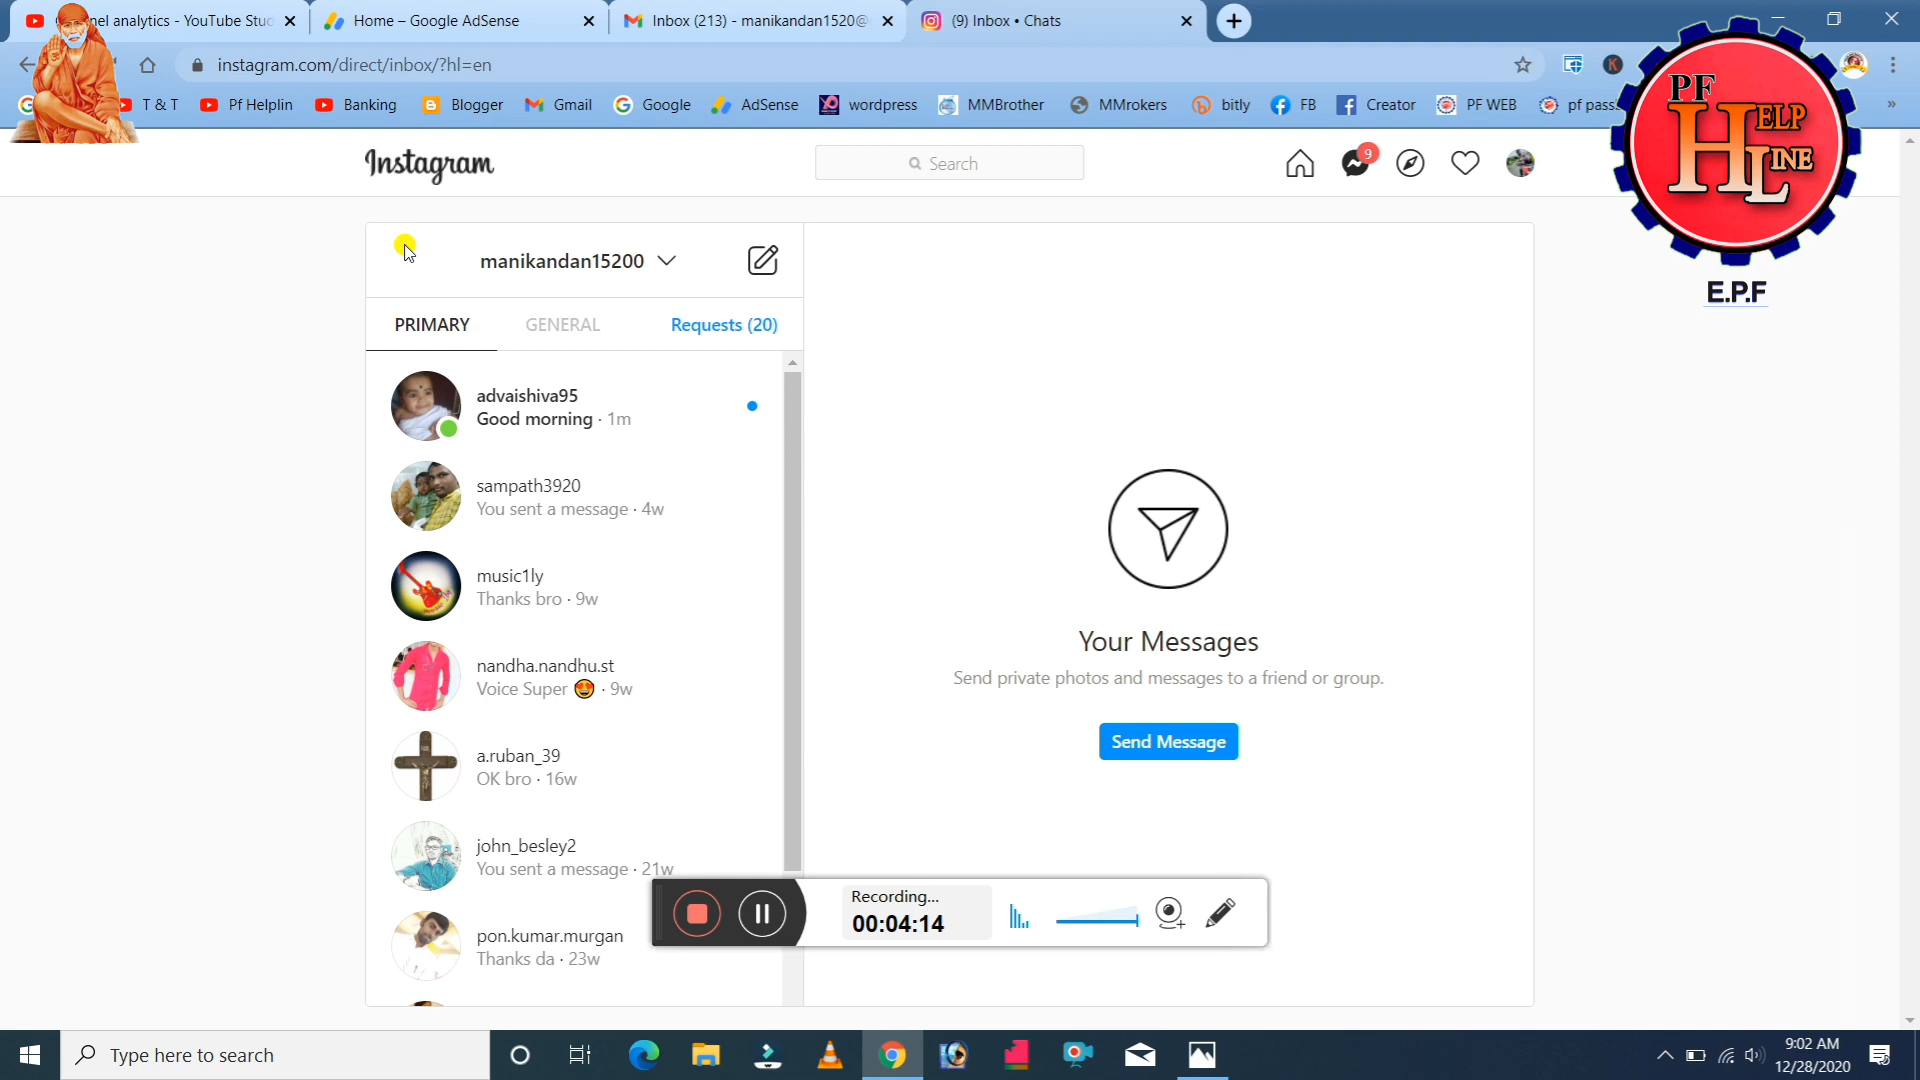 nel analytics - YouTube Stud
Home – Google AdSense
Inbox (213) - manikandan1520@
(9) Inbox • Chats
instagram.com/direct/inbox/?hl=en
T & T
Pf Helplin
Banking
Blogger
Gmail
Google
AdSense
wordpress
MMBrother
MMrokers
bitly
FB
Creator
PF WEB
pf pass
PF
HELP
LINE
E.P.F
Instagram
Search
9
manikandan15200
PRIMARY
GENERAL
Requests (20)
advaishiva95
Good morning · 1m
sampath3920
You sent a message · 4w
music1ly
Thanks bro · 9w
nandha.nandhu.st
Voice Super 😍 · 9w
a.ruban_39
OK bro · 16w
john_besley2
You sent a message · 21w
pon.kumar.murgan
Thanks da · 23w
Your Messages
Send private photos and messages to a friend or group.
Send Message
Recording...
00:04:14
Type here to search
9:02 AM
12/28/2020